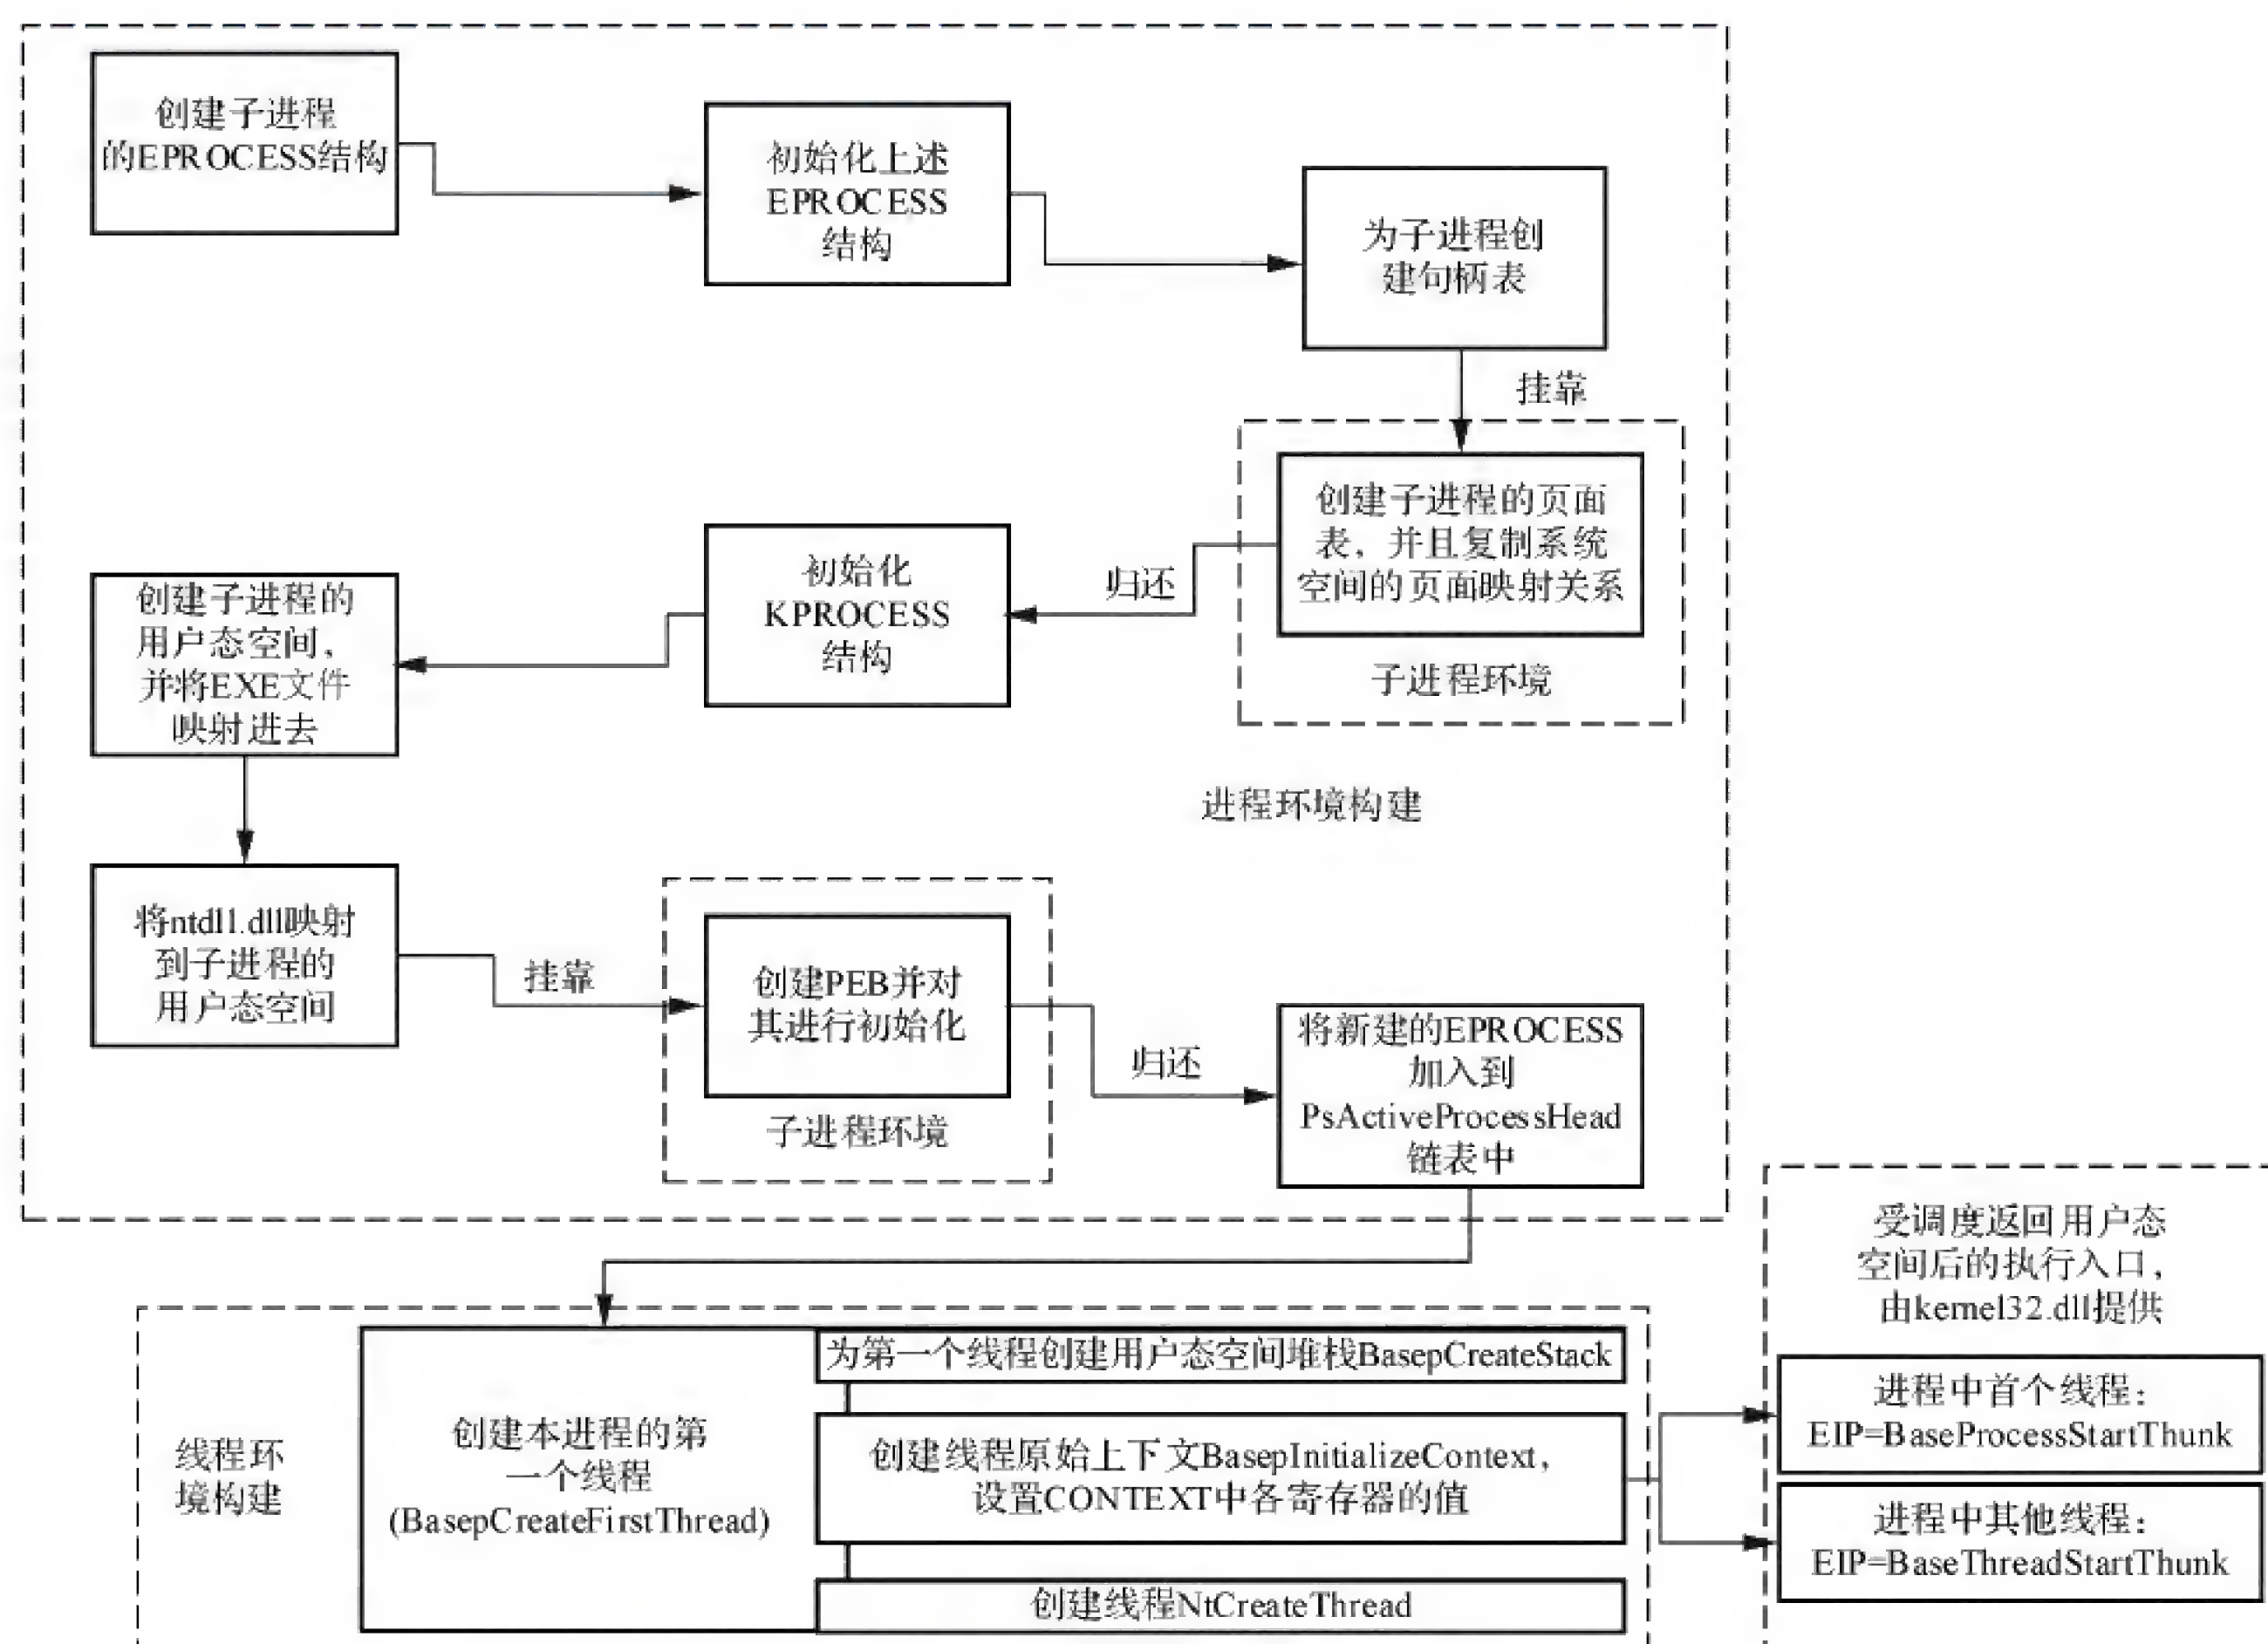 创建子进程
的EPROCESS结构
初始化上述
EPROCESS
结构
为子进程创
建句柄表
挂靠
创建子进程的页面
表，并且复制系统
空间的页面映射关系
子进程环境
归还
初始化
KPROCESS
结构
创建子进程的
用户态空间，
并将EXE文件
映射进去
进程环境构建
将ntdll.dll映射
到子进程的
用户态空间
挂靠
创建PEB并对
其进行初始化
子进程环境
归还
将新建的EPROCESS
加入到
PsActiveProcessHead
链表中
线程环
境构建
创建本进程的第
一个线程
(BasepCreateFirstThread)
为第一个线程创建用户态空间堆栈BasepCreateStack
创建线程原始上下文BasepInitializeContext，
设置CONTEXT中各寄存器的值
创建线程NtCreateThread
受调度返回用户态
空间后的执行入口，
由kernel32.dll提供
进程中首个线程：
EIP=BaseProcessStartThunk
进程中其他线程：
EIP=BaseThreadStartThunk